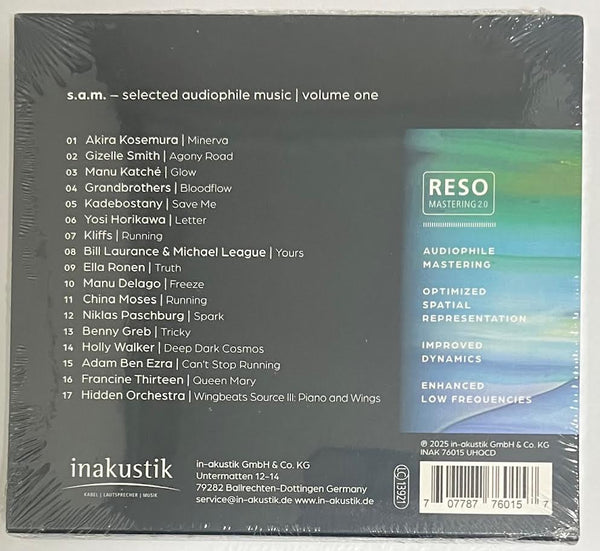 s.a.m. – selected audiophile music | volume one
01 Akira Kosemura | Minerva
02 Gizelle Smith | Agony Road
03 Manu Katché | Glow
04 Grandbrothers | Bloodflow
05 Kadebostany | Save Me
06 Yosi Horikawa | Letter
07 Kliffs | Running
08 Bill Laurance & Michael League | Yours
09 Ella Ronen | Truth
10 Manu Delago | Freeze
11 China Moses | Running
12 Niklas Paschburg | Spark
13 Benny Greb | Tricky
14 Holly Walker | Deep Dark Cosmos
15 Adam Ben Ezra | Can't Stop Running
16 Francine Thirteen | Queen Mary
17 Hidden Orchestra | Wingbeats Source III: Piano and Wings
RESO
MASTERING 2.0
AUDIOPHILE
MASTERING
OPTIMIZED
SPATIAL
REPRESENTATION
IMPROVED
DYNAMICS
ENHANCED
LOW FREQUENCIES
inakustik
KABEL | LAUTSPRECHER | MUSIK
in-akustik GmbH & Co. KG
Untermatten 12-14
79282 Ballrechten-Dottingen Germany
service@in-akustik.de www.in-akustik.de
℗ 2025 in-akustik GmbH & Co. KG
INAK 76015 UHQCD
LC 13921
7 07787 76015 7